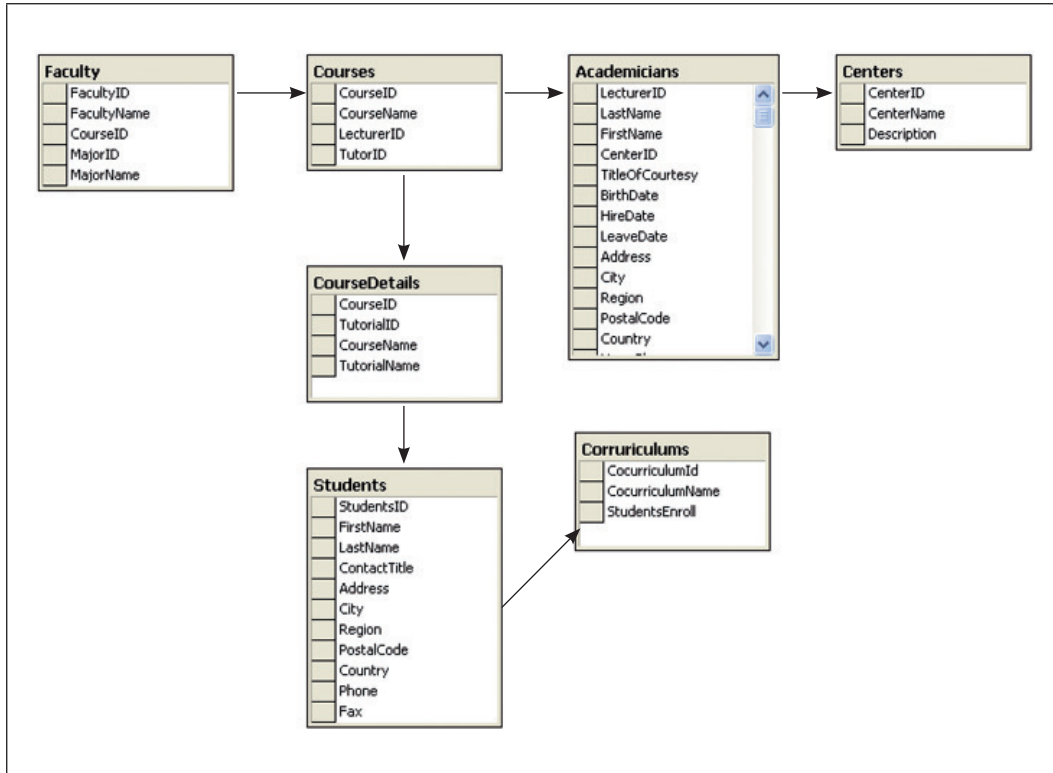 Faculty
FacultyID
FacultyName
CourseID
MajorID
MajorName
Courses
CourseID
CourseName
LecturerID
TutorID
Academicians
LecturerID
LastName
FirstName
CenterID
TitleOfCourtesy
BirthDate
HireDate
LeaveDate
Address
City
Region
PostalCode
Country
Centers
CenterID
CenterName
Description
CourseDetails
CourseID
TutorialID
CourseName
TutorialName
Students
StudentsID
FirstName
LastName
ContactTitle
Address
City
Region
PostalCode
Country
Phone
Fax
Corruriculums
CocurriculumId
CocurriculumName
StudentsEnroll